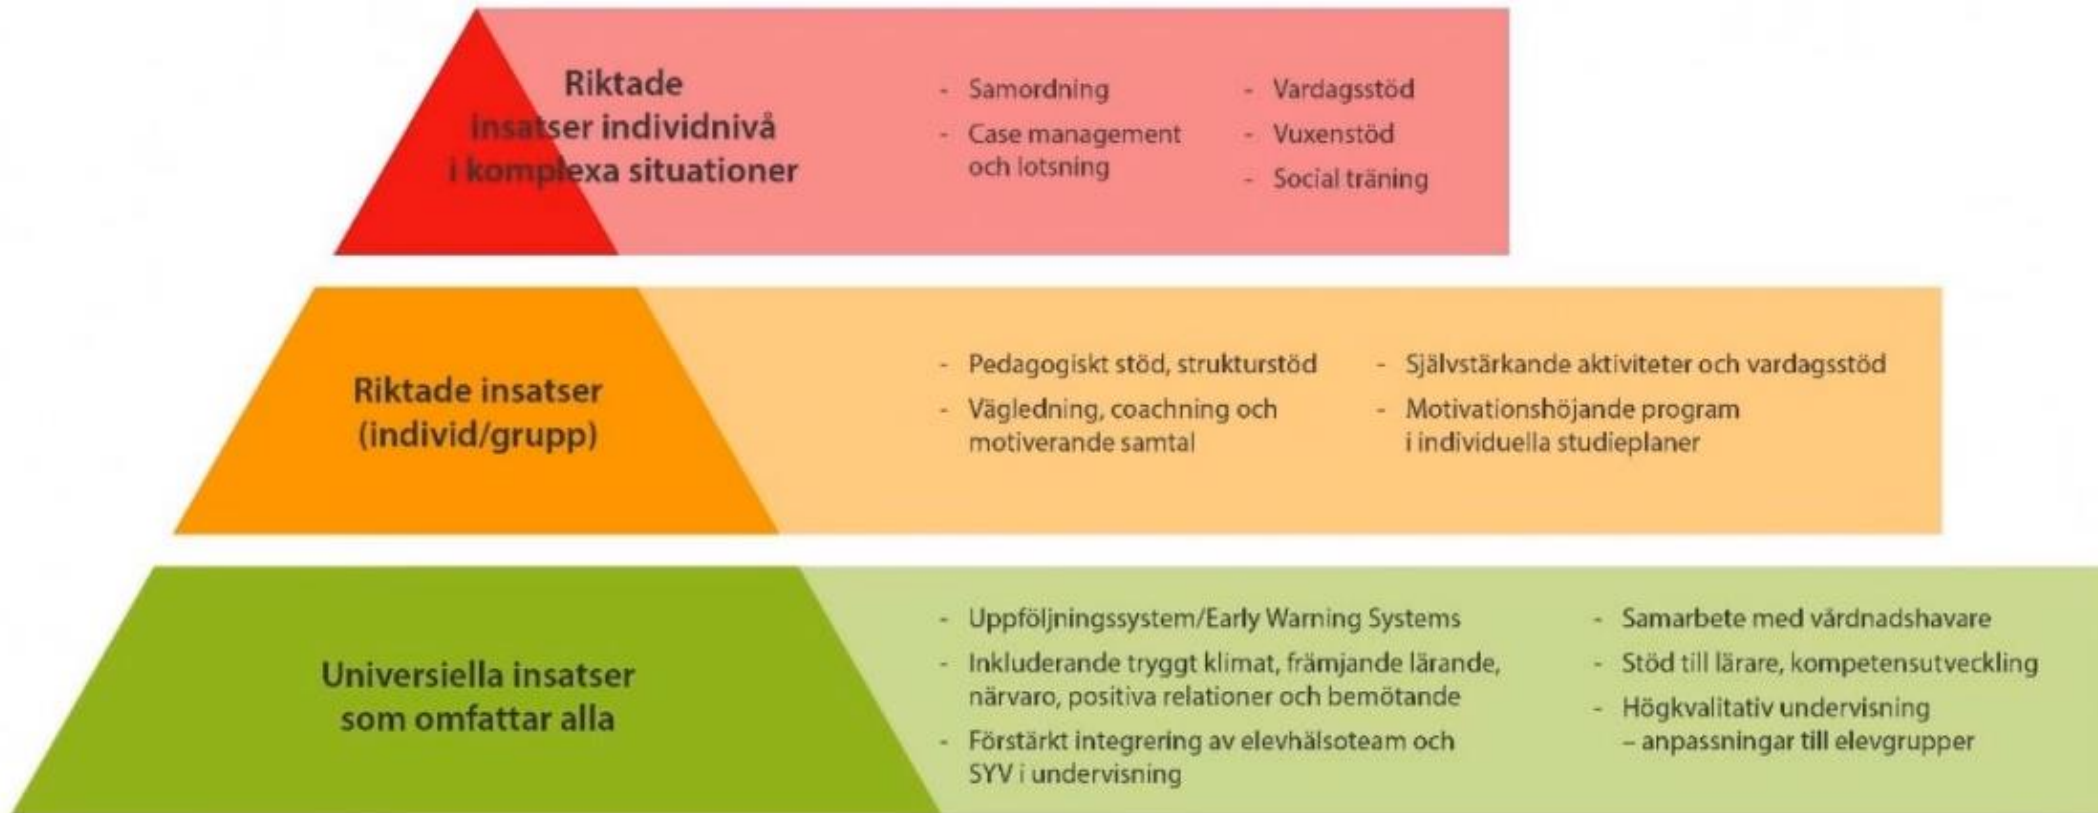 Riktade
insatser individnivå
i komplexa situationer
- Samordning
- Case management
och lotsning
- Vardagsstöd
- Vuxenstöd
- Social träning
Riktade insatser
(individ/grupp)
- Pedagogiskt stöd, strukturstöd
- Vägledning, coachning och
motiverande samtal
- Självstärkande aktiviteter och vardagsstöd
- Motivationshöjande program
i individuella studieplaner
Universiella insatser
som omfattar alla
- Uppföljningssystem/Early Warning Systems
- Inkluderande tryggt klimat, främjande lärande,
närvaro, positiva relationer och bemötande
- Förstärkt integrering av elevhälsoteam och
SYV i undervisning
- Samarbete med vårdnadshavare
- Stöd till lärare, kompetensutveckling
- Högkvalitativ undervisning
– anpassningar till elevgrupper